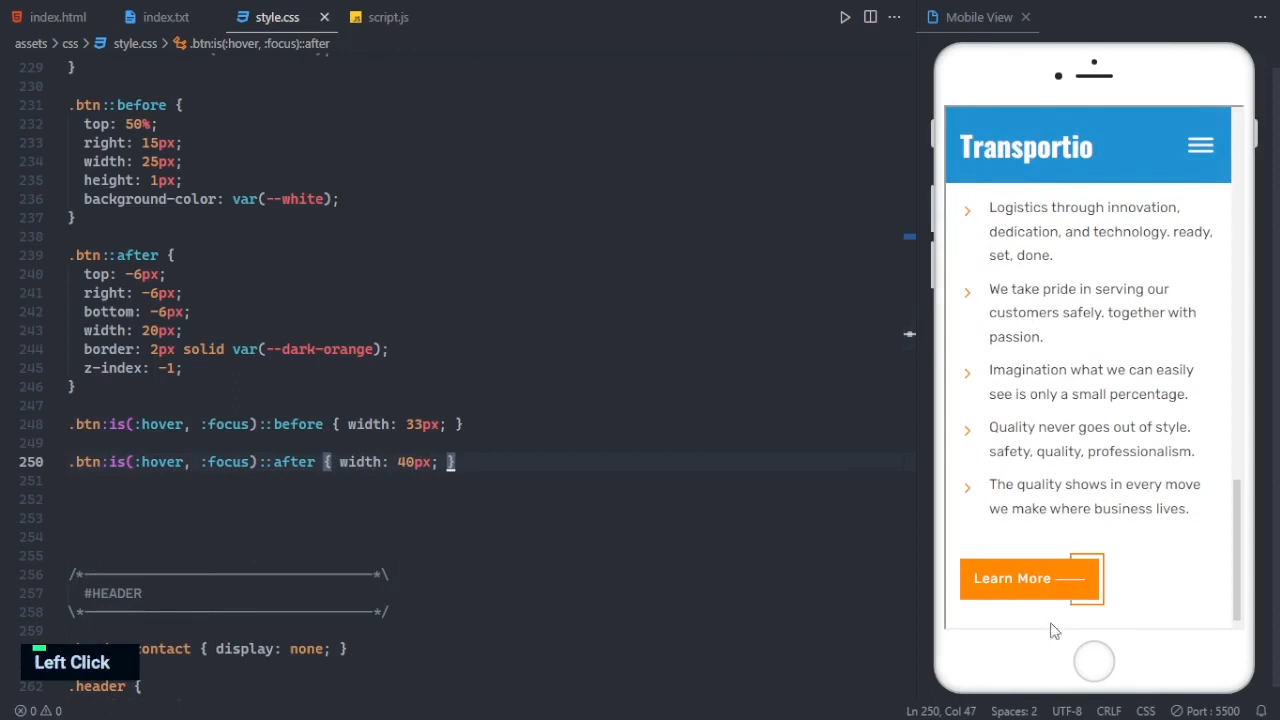 index.html
index.txt
style.css
script.js
Mobile View
assets > css > style.css > .btn:is(:hover, :focus)::after
229 }
230
231 .btn::before {
232 top: 50%;
233 right: 15px;
234 width: 25px;
235 height: 1px;
236 background-color: var(--white);
237 }
238
239 .btn::after {
240 top: -6px;
241 right: -6px;
242 bottom: -6px;
243 width: 20px;
244 border: 2px solid var(--dark-orange);
245 z-index: -1;
246 }
247
248 .btn:is(:hover, :focus)::before { width: 33px; }
249
250 .btn:is(:hover, :focus)::after { width: 40px; }
251
252
253
254
255
256 /*-----------------------------------*\
257 #HEADER
258 \*-----------------------------------*/
259
contact { display: none; }
262 .header {
Left Click
Transportio
Logistics through innovation,
dedication, and technology. ready,
set, done.
We take pride in serving our
customers safely. together with
passion.
Imagination what we can easily
see is only a small percentage.
Quality never goes out of style.
safety, quality, professionalism.
The quality shows in every move
we make where business lives.
Learn More
0 0
Ln 250, Col 47
Spaces: 2
UTF-8
CRLF
CSS
Port : 5500